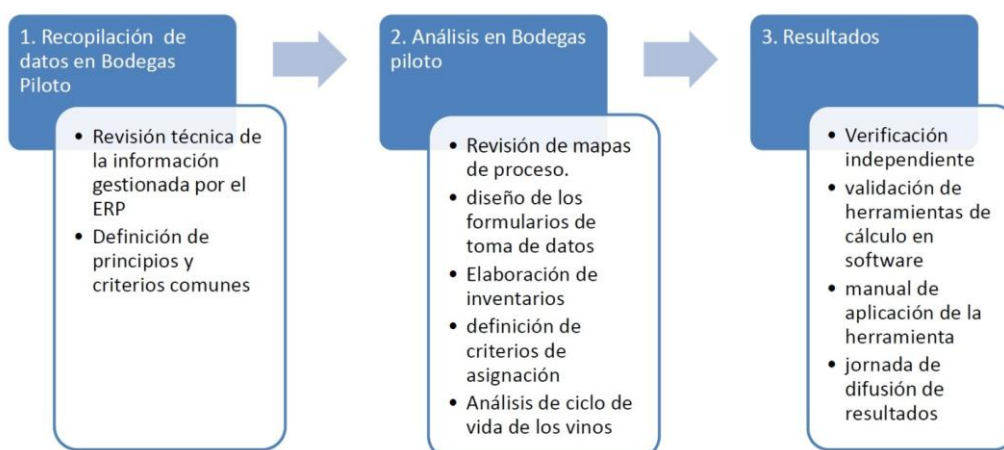 1. Recopilación de
datos en Bodegas
Piloto
• Revisión técnica de
la información
gestionada por el
ERP
• Definición de
principios y
criterios comunes
2. Análisis en Bodegas
piloto
• Revisión de mapas
de proceso.
• diseño de los
formularios de
toma de datos
• Elaboración de
inventarios
• definición de
criterios de
asignación
• Análisis de ciclo de
vida de los vinos
3. Resultados
• Verificación
independiente
• validación de
herramientas de
cálculo en
software
• manual de
aplicación de la
herramienta
• jornada de
difusión de
resultados